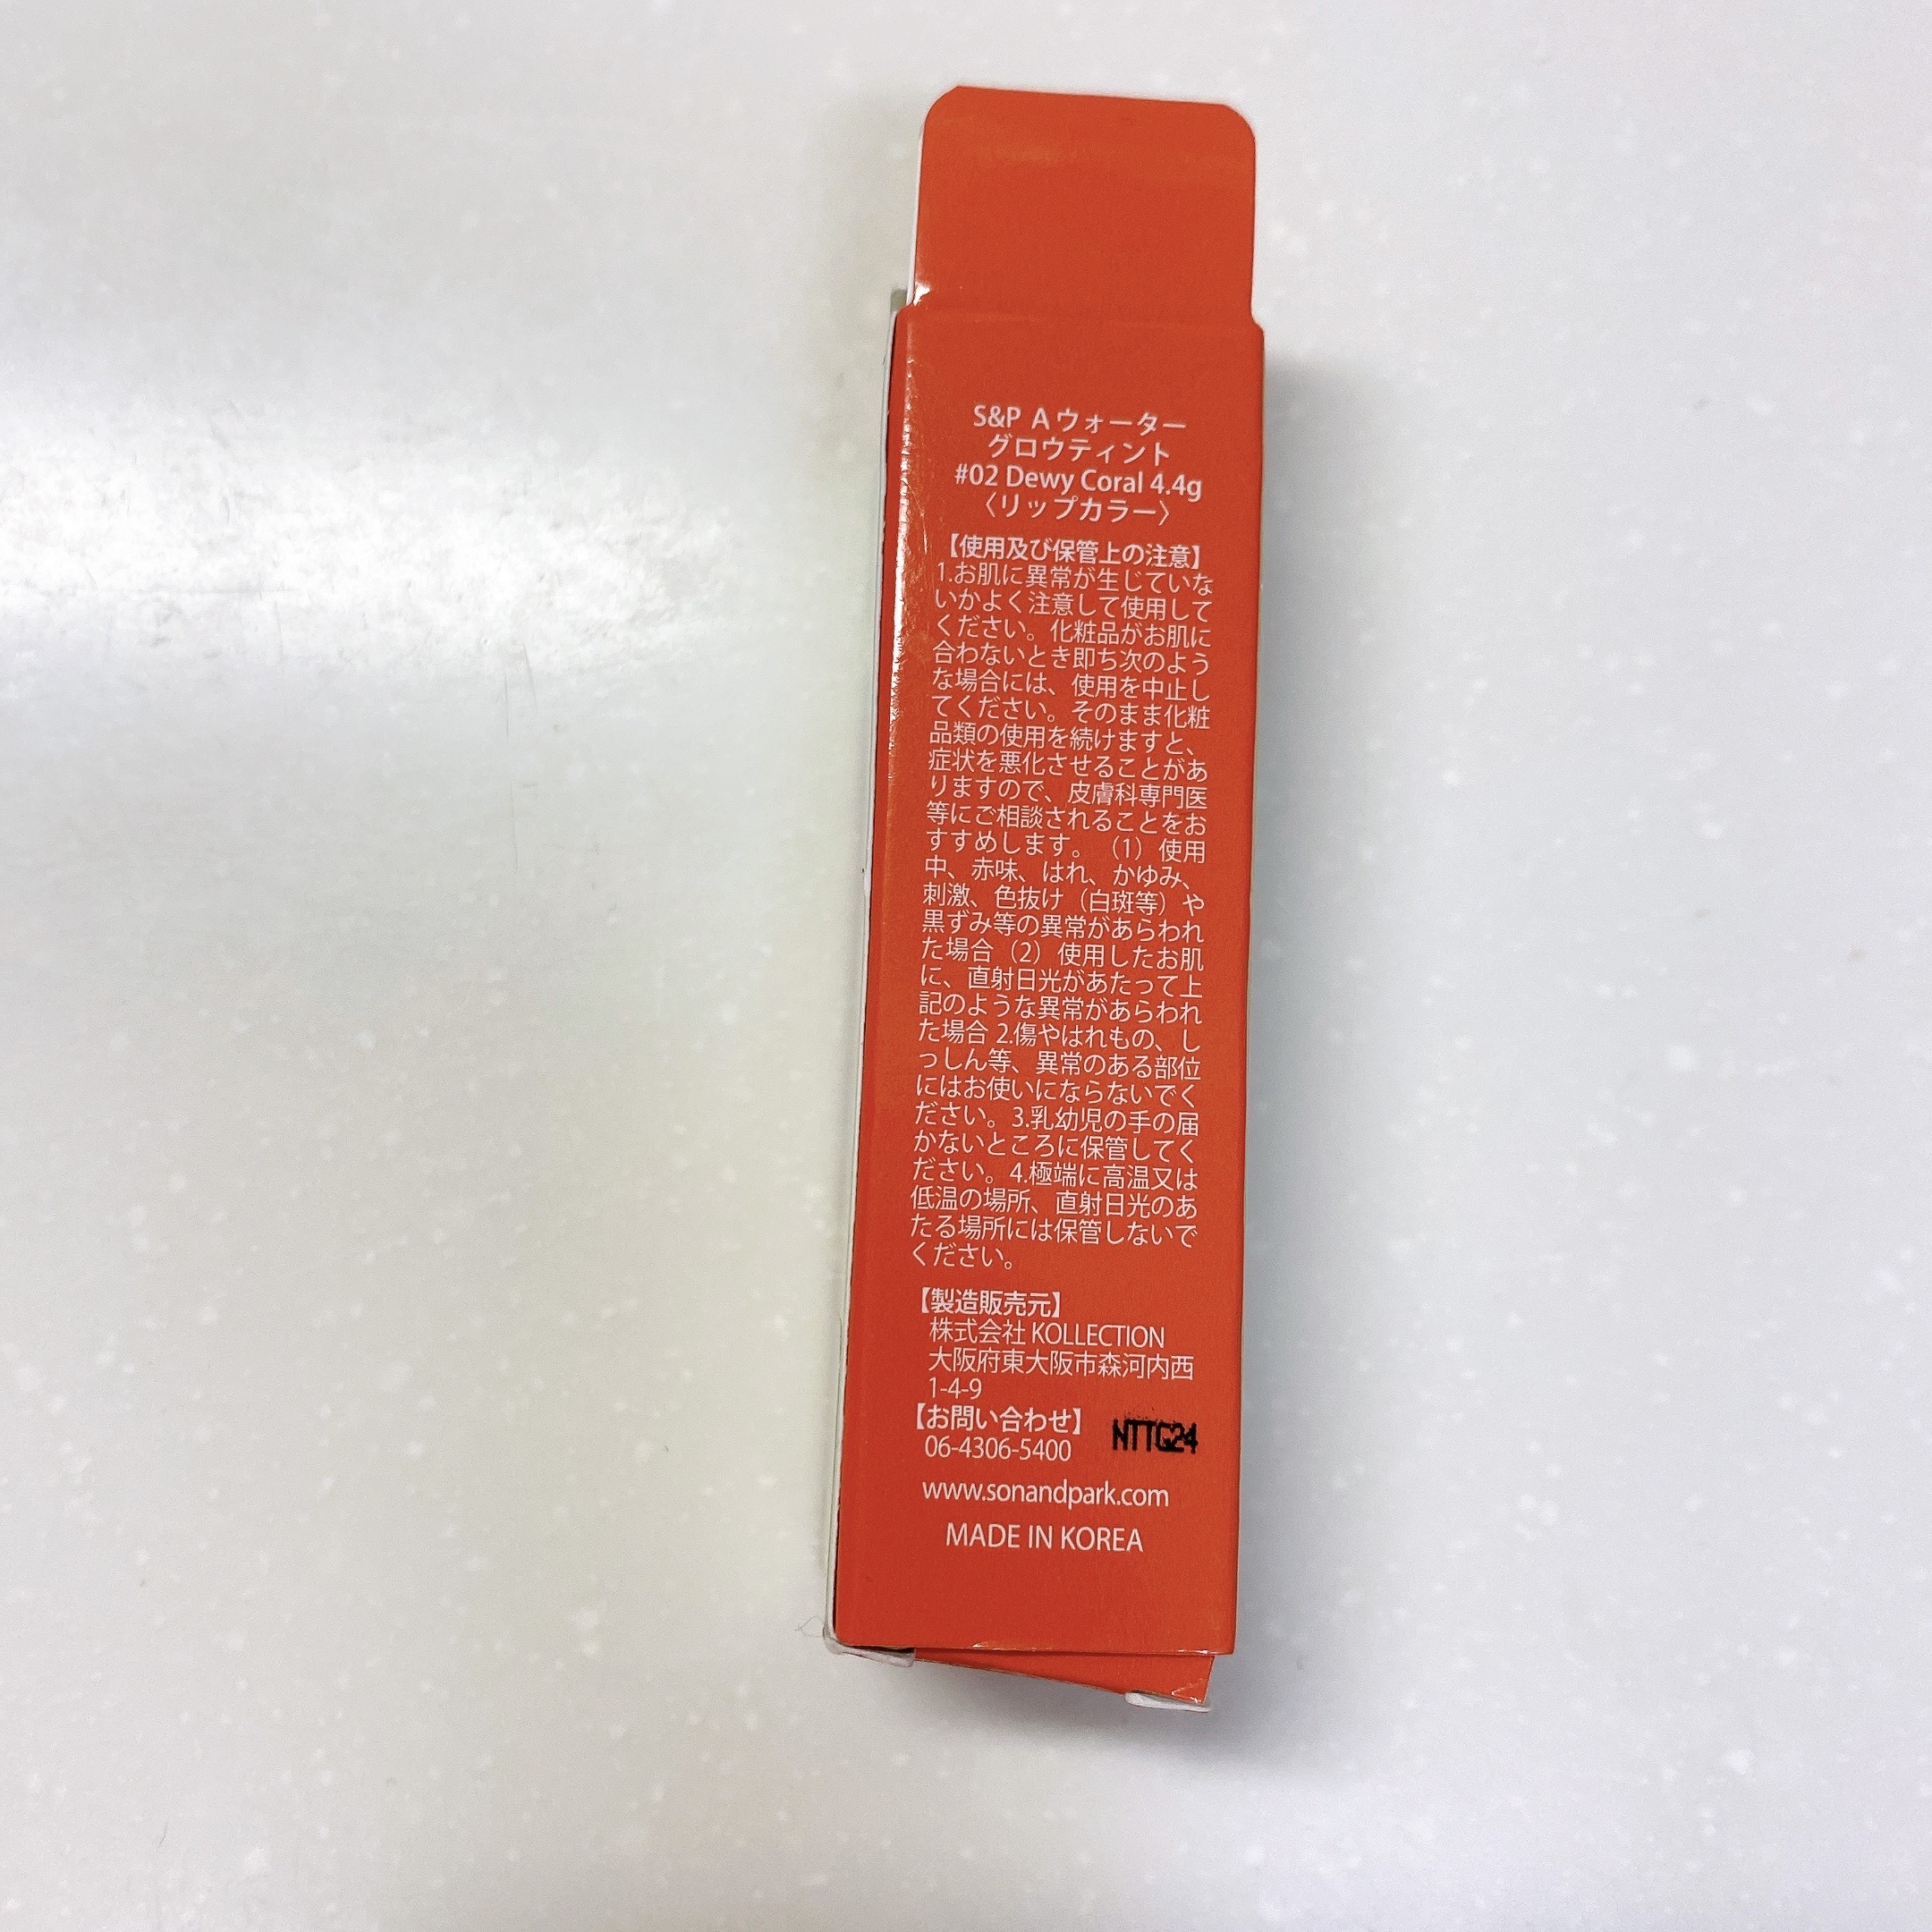 S&P A ウォーター
グロウティント
#02 Dewy Coral 4.4g
〈リップカラー〉
【使用及び保管上の注意】
1.お肌に異常が生じていな
いかよく注意して使用して
ください。化粧品がお肌に
合わないとき即ち次のよう
な場合には、使用を中止し
てください。そのまま化粧
品類の使用を続けますと、
症状を悪化させることがあ
りますので、皮膚科専門医
等にご相談されることをお
すすめします。（1）使用
中、赤味、はれ、かゆみ、
刺激、色抜け（白斑等）や
黒ずみ等の異常があらわれ
た場合（2）使用したお肌
に、直射日光があたって上
記のような異常があらわれ
た場合 2.傷やはれもの、し
っしん等、異常のある部位
にはお使いにならないでく
ださい。3.乳幼児の手の届
かないところに保管してく
ださい。4.極端に高温又は
低温の場所、直射日光のあ
たる場所には保管しないで
ください。
【製造販売元】
株式会社 KOLLECTION
大阪府東大阪市森河内西
1-4-9
【お問い合わせ】
06-4306-5400
NTTG24
www.sonandpark.com
MADE IN KOREA